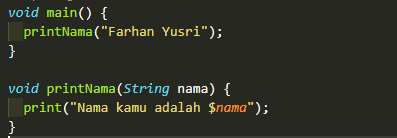 void main() {
  printNama("Farhan Yusri");
}

void printNama(String nama) {
  print("Nama kamu adalah $nama");
}